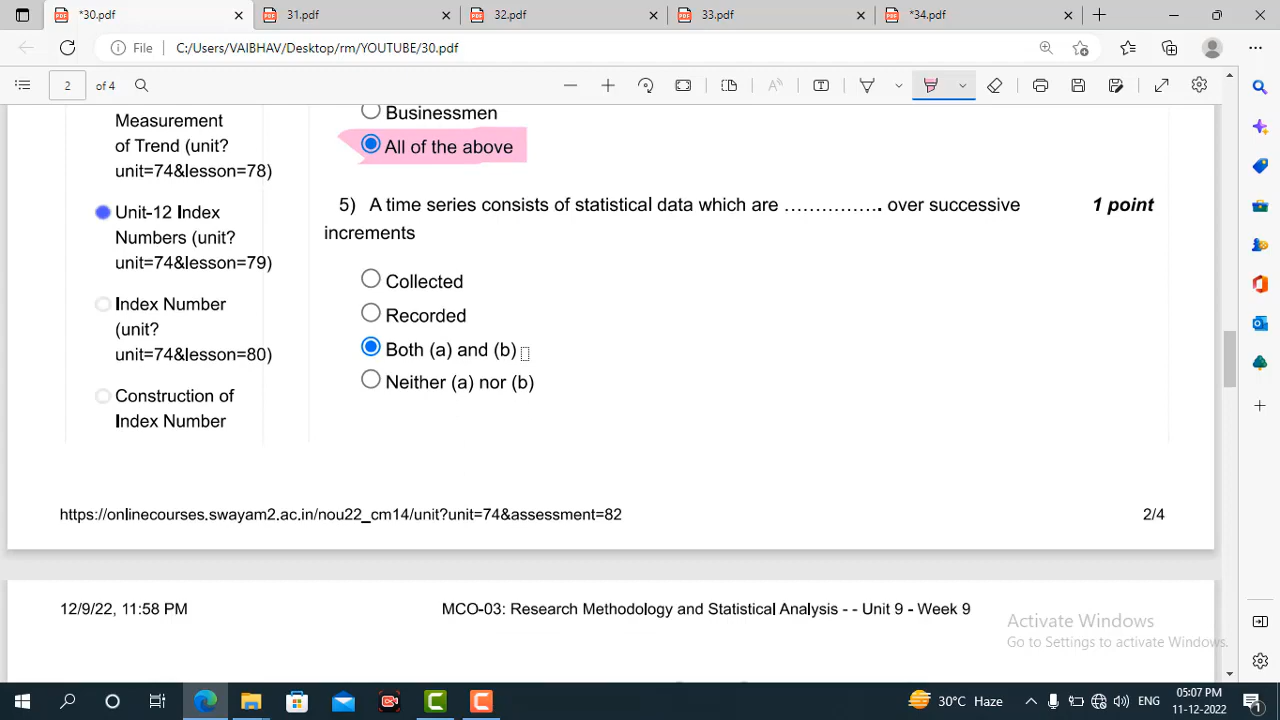 *30.pdf
31.pdf
32.pdf
33.pdf
*34.pdf
File
C:/Users/VAIBHAV/Desktop/rm/YOUTUBE/30.pdf
2
of 4
Businessmen
All of the above
Measurement
of Trend (unit?
unit=74&lesson=78)
Unit-12 Index
Numbers (unit?
unit=74&lesson=79)
Index Number
(unit?
unit=74&lesson=80)
Construction of
Index Number
5) A time series consists of statistical data which are ……………. over successive
increments
1 point
Collected
Recorded
Both (a) and (b)
Neither (a) nor (b)
https://onlinecourses.swayam2.ac.in/nou22_cm14/unit?unit=74&assessment=82
2/4
12/9/22, 11:58 PM
MCO-03: Research Methodology and Statistical Analysis - - Unit 9 - Week 9
Activate Windows
Go to Settings to activate Windows.
30°C Haze
ENG
05:07 PM
11-12-2022
1